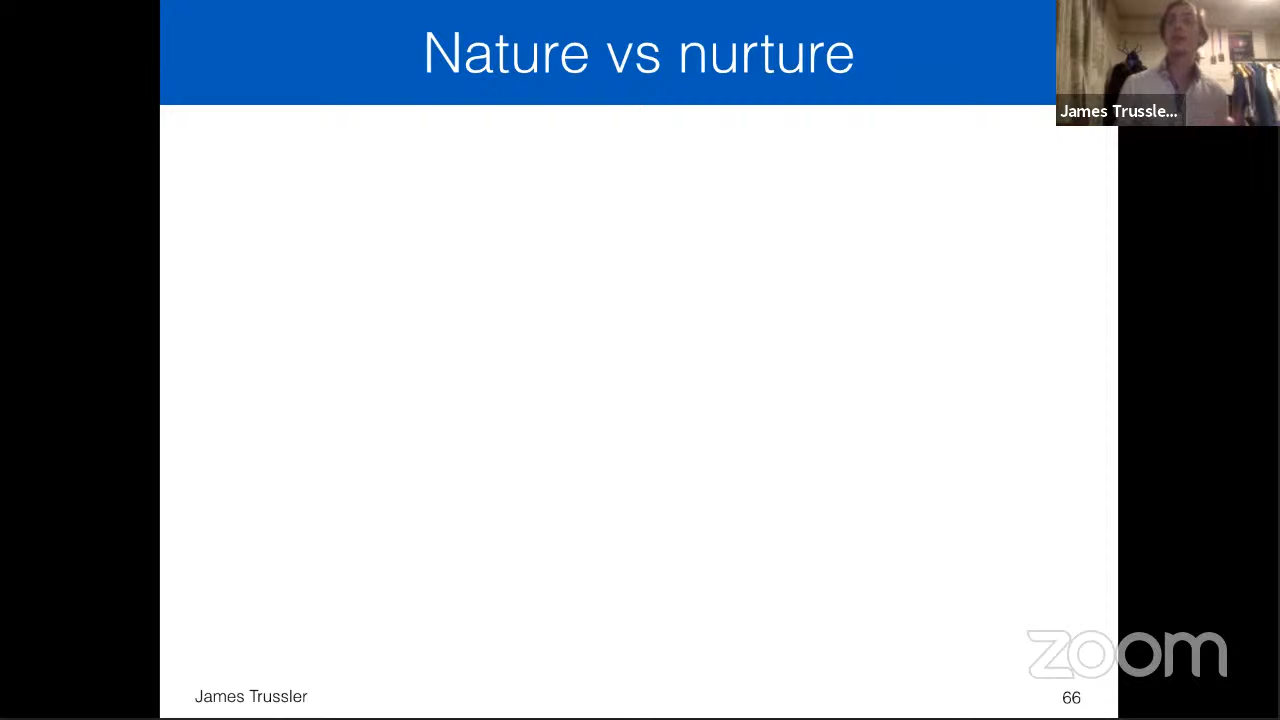 Nature vs nurture
James Trussle...
zoom
James Trussler
66